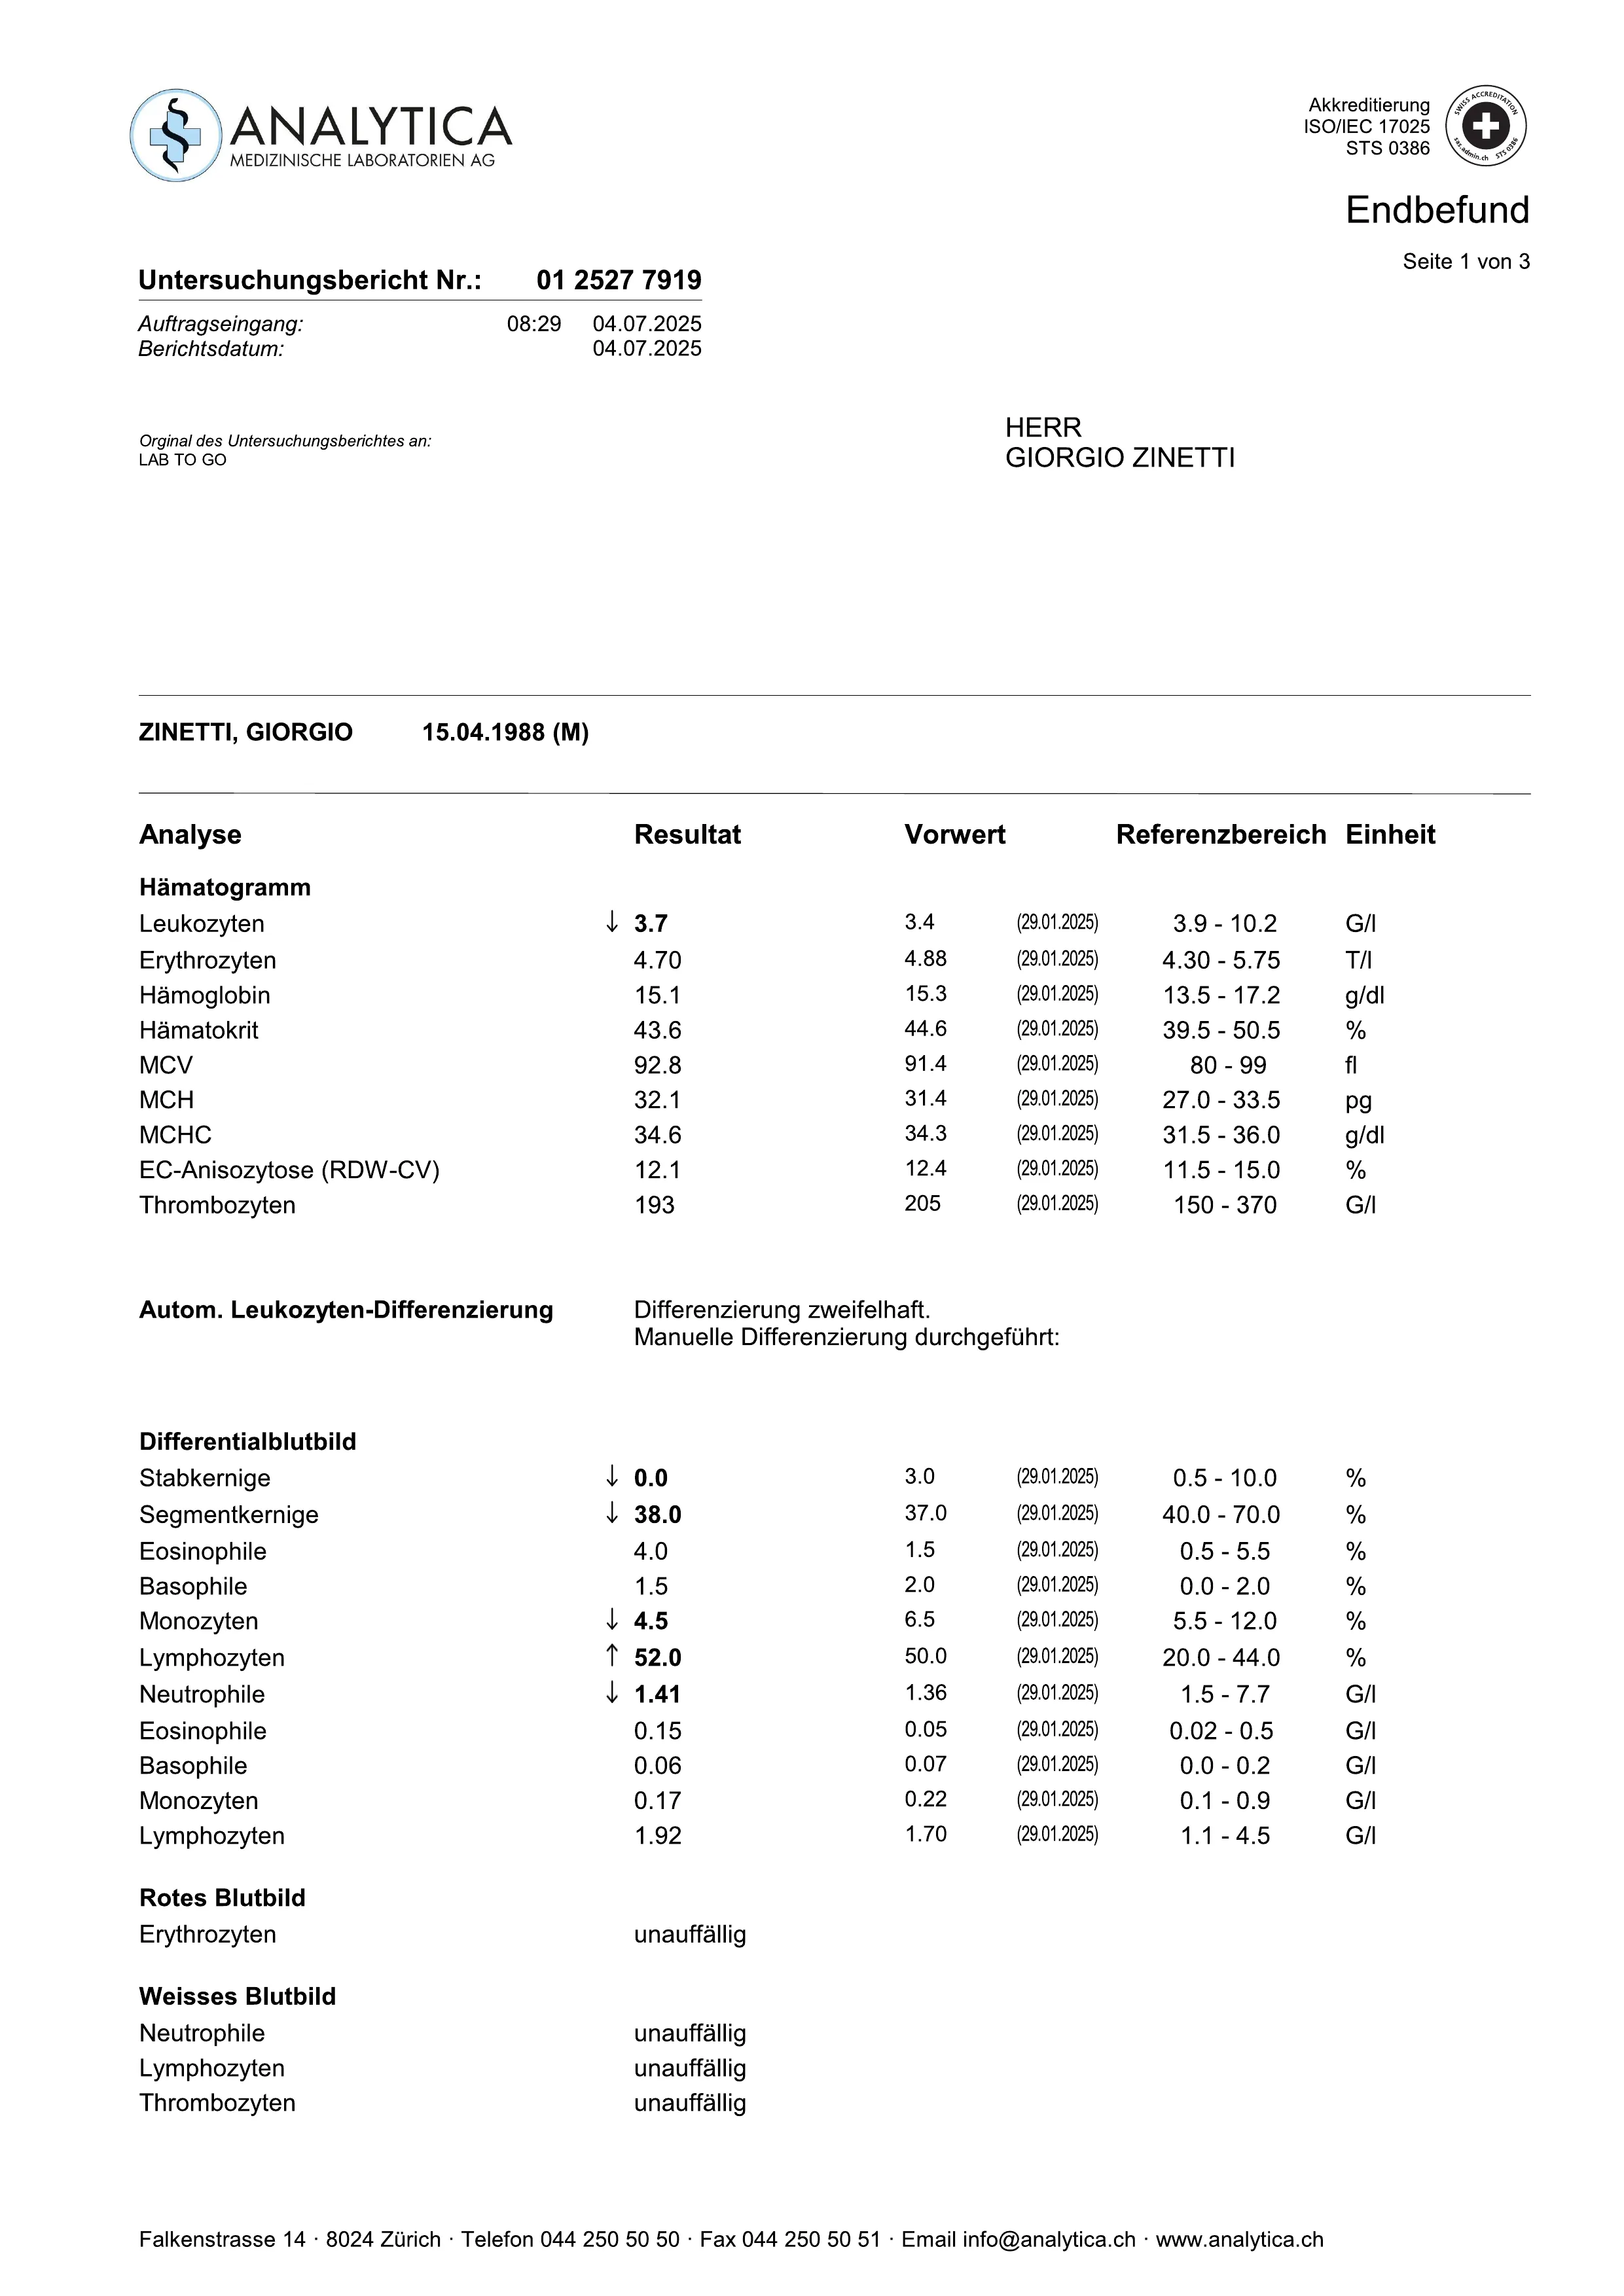 ANALYTICA
MEDIZINISCHE LABORATORIEN AG
Akkreditierung
ISO/IEC 17025
STS 0386
SWISS ACCREDITATION
sas.admin.ch STS 0386
Endbefund
Seite 1 von 3
Untersuchungsbericht Nr.: 01 2527 7919
Auftragseingang: 08:29 04.07.2025
Berichtsdatum: 04.07.2025
HERR
GIORGIO ZINETTI
Orginal des Untersuchungsberichtes an:
LAB TO GO
ZINETTI, GIORGIO 15.04.1988 (M)
Analyse Resultat Vorwert Referenzbereich Einheit
Hämatogramm
Leukozyten ↓ 3.7 3.4 (29.01.2025) 3.9 - 10.2 G/l
Erythrozyten 4.70 4.88 (29.01.2025) 4.30 - 5.75 T/l
Hämoglobin 15.1 15.3 (29.01.2025) 13.5 - 17.2 g/dl
Hämatokrit 43.6 44.6 (29.01.2025) 39.5 - 50.5 %
MCV 92.8 91.4 (29.01.2025) 80 - 99 fl
MCH 32.1 31.4 (29.01.2025) 27.0 - 33.5 pg
MCHC 34.6 34.3 (29.01.2025) 31.5 - 36.0 g/dl
EC-Anisozytose (RDW-CV) 12.1 12.4 (29.01.2025) 11.5 - 15.0 %
Thrombozyten 193 205 (29.01.2025) 150 - 370 G/l
Autom. Leukozyten-Differenzierung Differenzierung zweifelhaft.
Manuelle Differenzierung durchgeführt:
Differentialblutbild
Stabkernige ↓ 0.0 3.0 (29.01.2025) 0.5 - 10.0 %
Segmentkernige ↓ 38.0 37.0 (29.01.2025) 40.0 - 70.0 %
Eosinophile 4.0 1.5 (29.01.2025) 0.5 - 5.5 %
Basophile 1.5 2.0 (29.01.2025) 0.0 - 2.0 %
Monozyten ↓ 4.5 6.5 (29.01.2025) 5.5 - 12.0 %
Lymphozyten ↑ 52.0 50.0 (29.01.2025) 20.0 - 44.0 %
Neutrophile ↓ 1.41 1.36 (29.01.2025) 1.5 - 7.7 G/l
Eosinophile 0.15 0.05 (29.01.2025) 0.02 - 0.5 G/l
Basophile 0.06 0.07 (29.01.2025) 0.0 - 0.2 G/l
Monozyten 0.17 0.22 (29.01.2025) 0.1 - 0.9 G/l
Lymphozyten 1.92 1.70 (29.01.2025) 1.1 - 4.5 G/l
Rotes Blutbild
Erythrozyten unauffällig
Weisses Blutbild
Neutrophile unauffällig
Lymphozyten unauffällig
Thrombozyten unauffällig
Falkenstrasse 14 · 8024 Zürich · Telefon 044 250 50 50 · Fax 044 250 50 51 · Email info@analytica.ch · www.analytica.ch